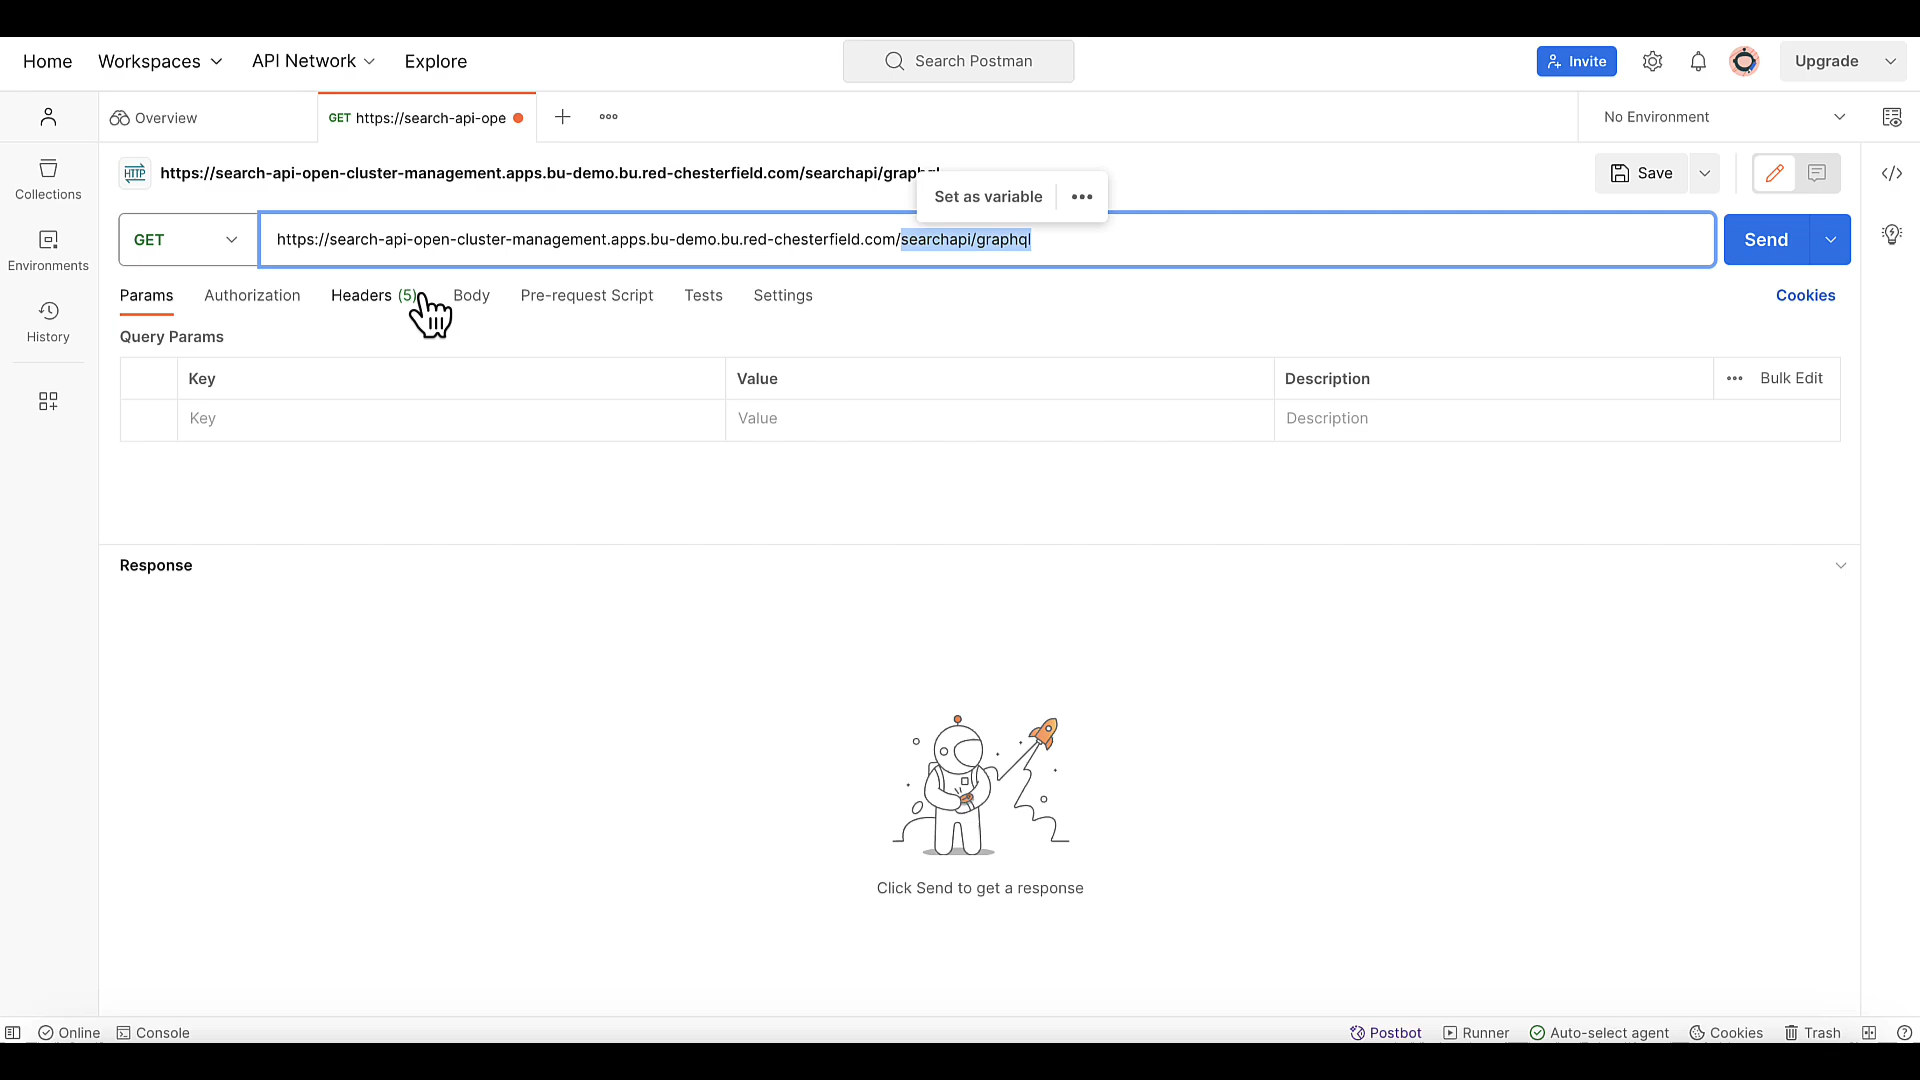 Home Workspaces API Network Explore Search Postman Invite Upgrade
Overview GET https://search-api-ope No Environment
HTTP https://search-api-open-cluster-management.apps.bu-demo.bu.red-chesterfield.com/searchapi/graphql Save
Set as variable
GET https://search-api-open-cluster-management.apps.bu-demo.bu.red-chesterfield.com/searchapi/graphql Send
Collections
Environments
History
Params Authorization Headers (5) Body Pre-request Script Tests Settings Cookies
Query Params
Key Value Description Bulk Edit
Key Value Description
Response
Click Send to get a response
Online Console Postbot Runner Auto-select agent Cookies Trash